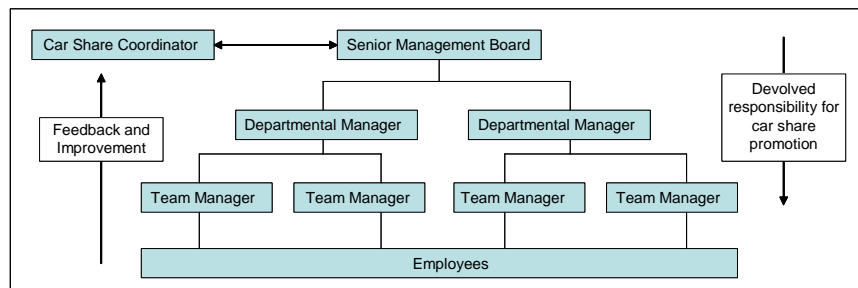 Car Share Coordinator
Senior Management Board
Devolved
responsibility for
car share
promotion
Feedback and
Improvement
Departmental Manager
Departmental Manager
Team Manager
Team Manager
Team Manager
Team Manager
Employees